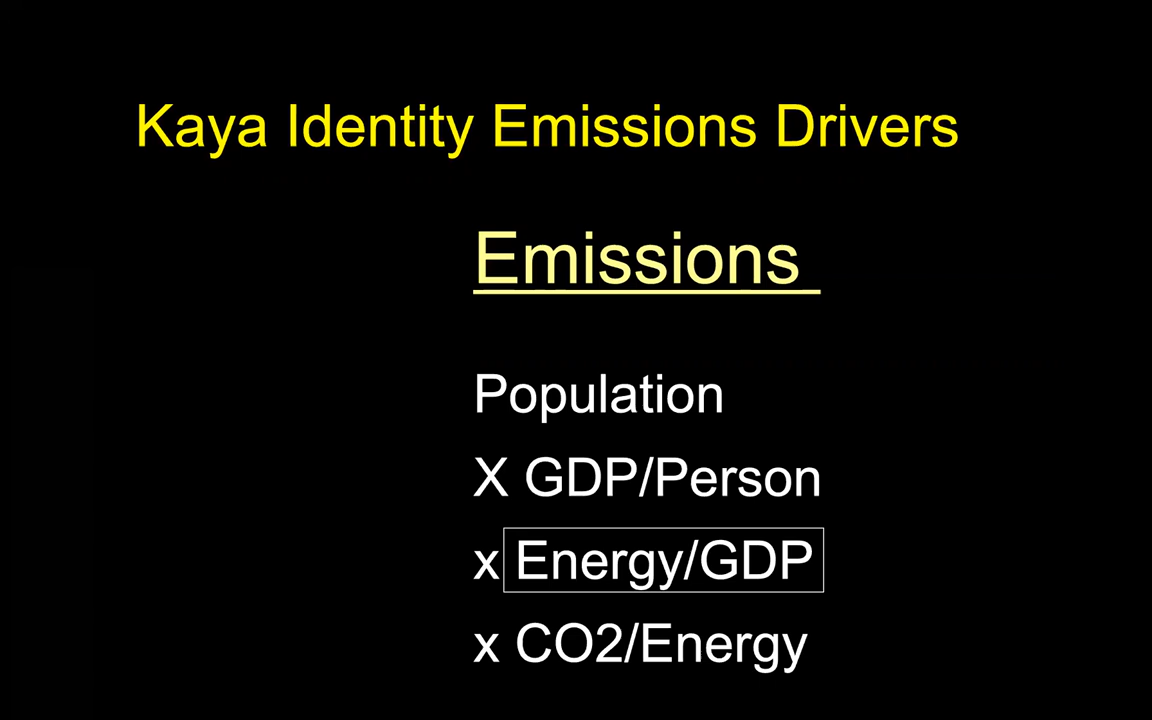 Kaya Identity Emissions Drivers
Emissions
Population
X GDP/Person
x Energy/GDP
x CO2/Energy